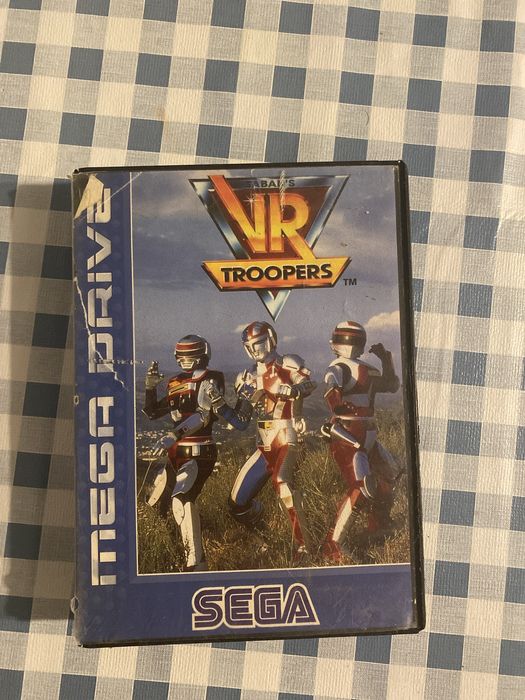 SABAN'S
VR
TROOPERS
TM
MEGA DRIVE
SEGA